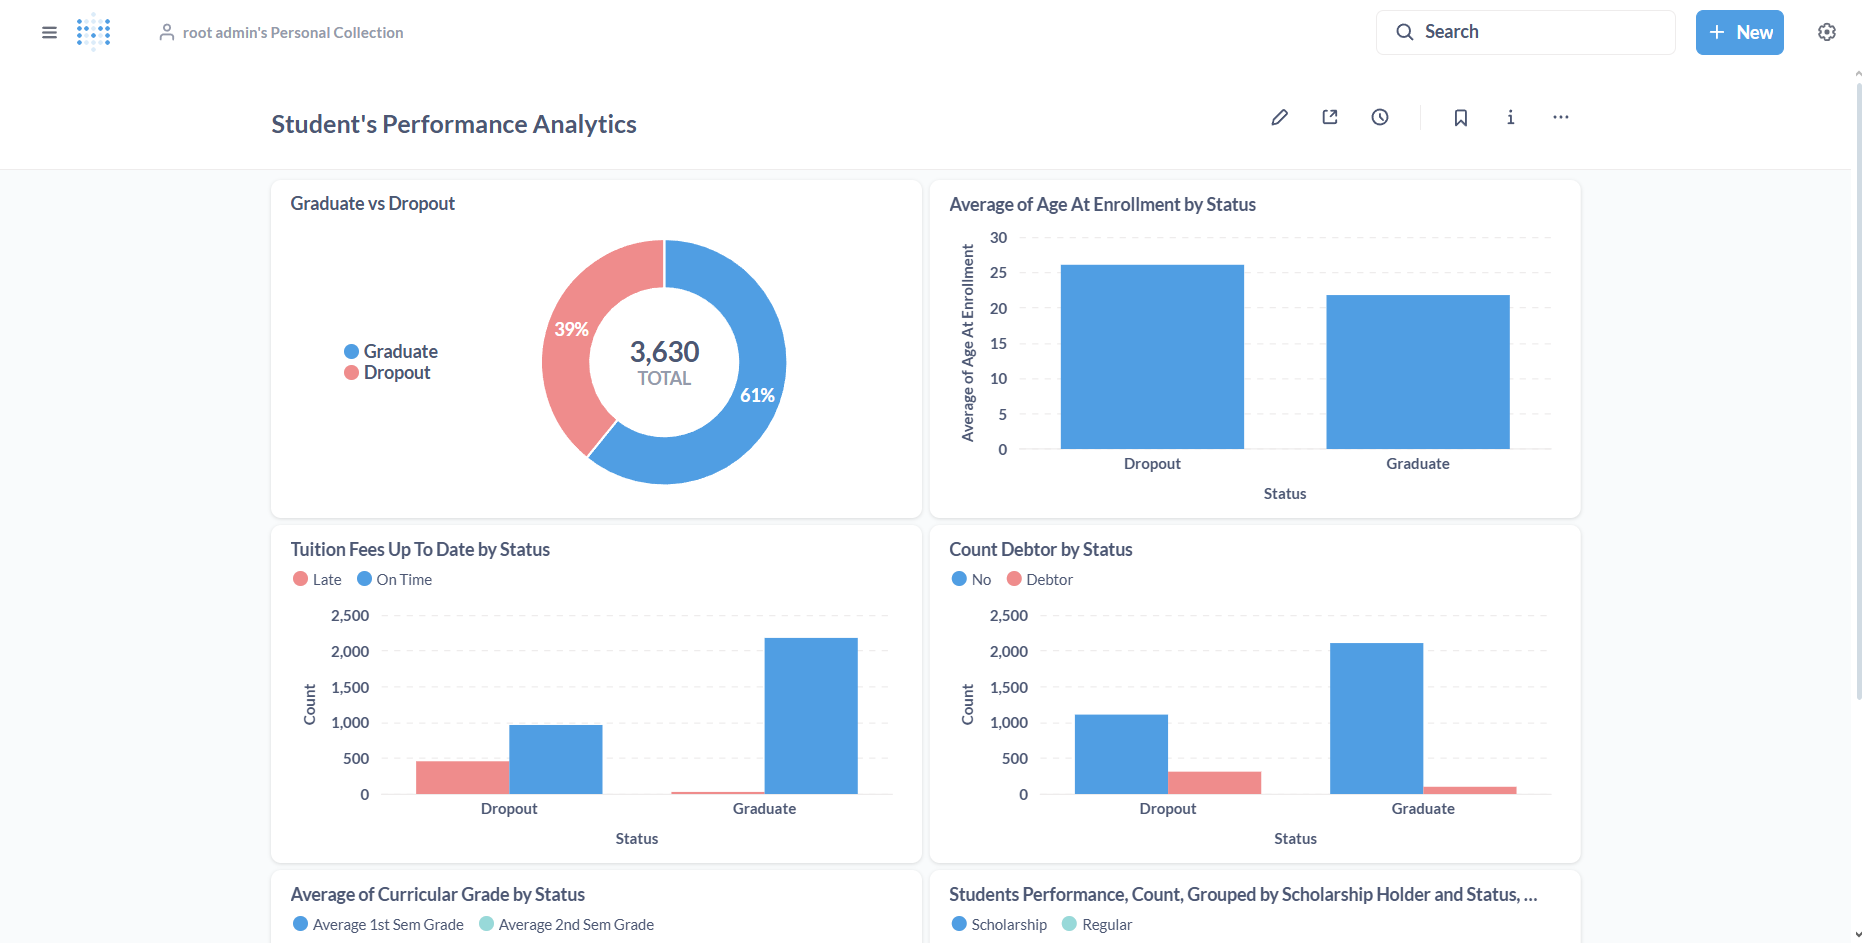 root admin's Personal Collection
Search
New
Student's Performance Analytics
Graduate vs Dropout
Graduate
Dropout
39%
61%
3,630
TOTAL
Average of Age At Enrollment by Status
Average of Age At Enrollment
30
25
20
15
10
5
0
Dropout
Graduate
Status
Tuition Fees Up To Date by Status
Late
On Time
Count
2,500
2,000
1,500
1,000
500
0
Dropout
Graduate
Status
Count Debtor by Status
No
Debtor
Count
2,500
2,000
1,500
1,000
500
0
Dropout
Graduate
Status
Average of Curricular Grade by Status
Average 1st Sem Grade
Average 2nd Sem Grade
Students Performance, Count, Grouped by Scholarship Holder and Status, ...
Scholarship
Regular